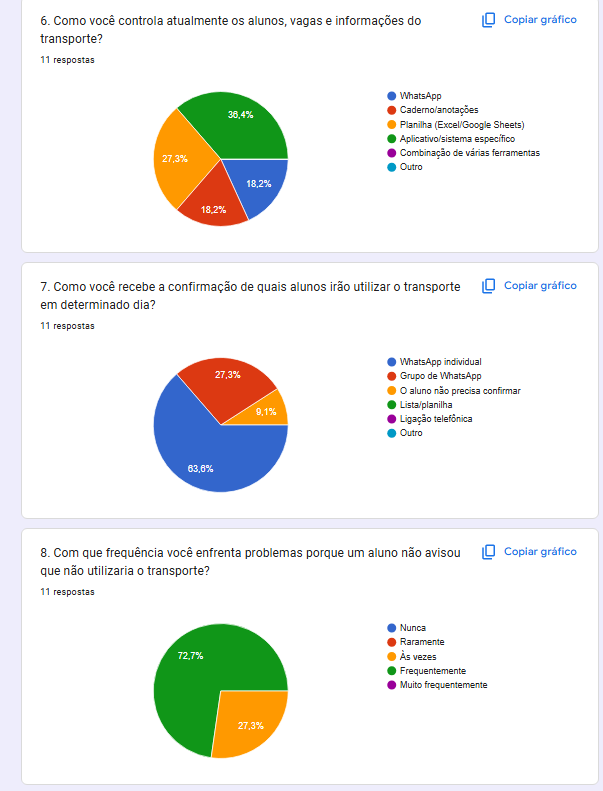 6. Como você controla atualmente os alunos, vagas e informações do
transporte?
Copiar gráfico
11 respostas
36,4%
27,3%
18,2%
18,2%
WhatsApp
Caderno/anotações
Planilha (Excel/Google Sheets)
Aplicativo/sistema específico
Combinação de várias ferramentas
Outro
7. Como você recebe a confirmação de quais alunos irão utilizar o transporte
em determinado dia?
Copiar gráfico
11 respostas
27,3%
9,1%
63,6%
WhatsApp individual
Grupo de WhatsApp
O aluno não precisa confirmar
Lista/planilha
Ligação telefônica
Outro
8. Com que frequência você enfrenta problemas porque um aluno não avisou
que não utilizaria o transporte?
Copiar gráfico
11 respostas
72,7%
27,3%
Nunca
Raramente
Às vezes
Frequentemente
Muito frequentemente